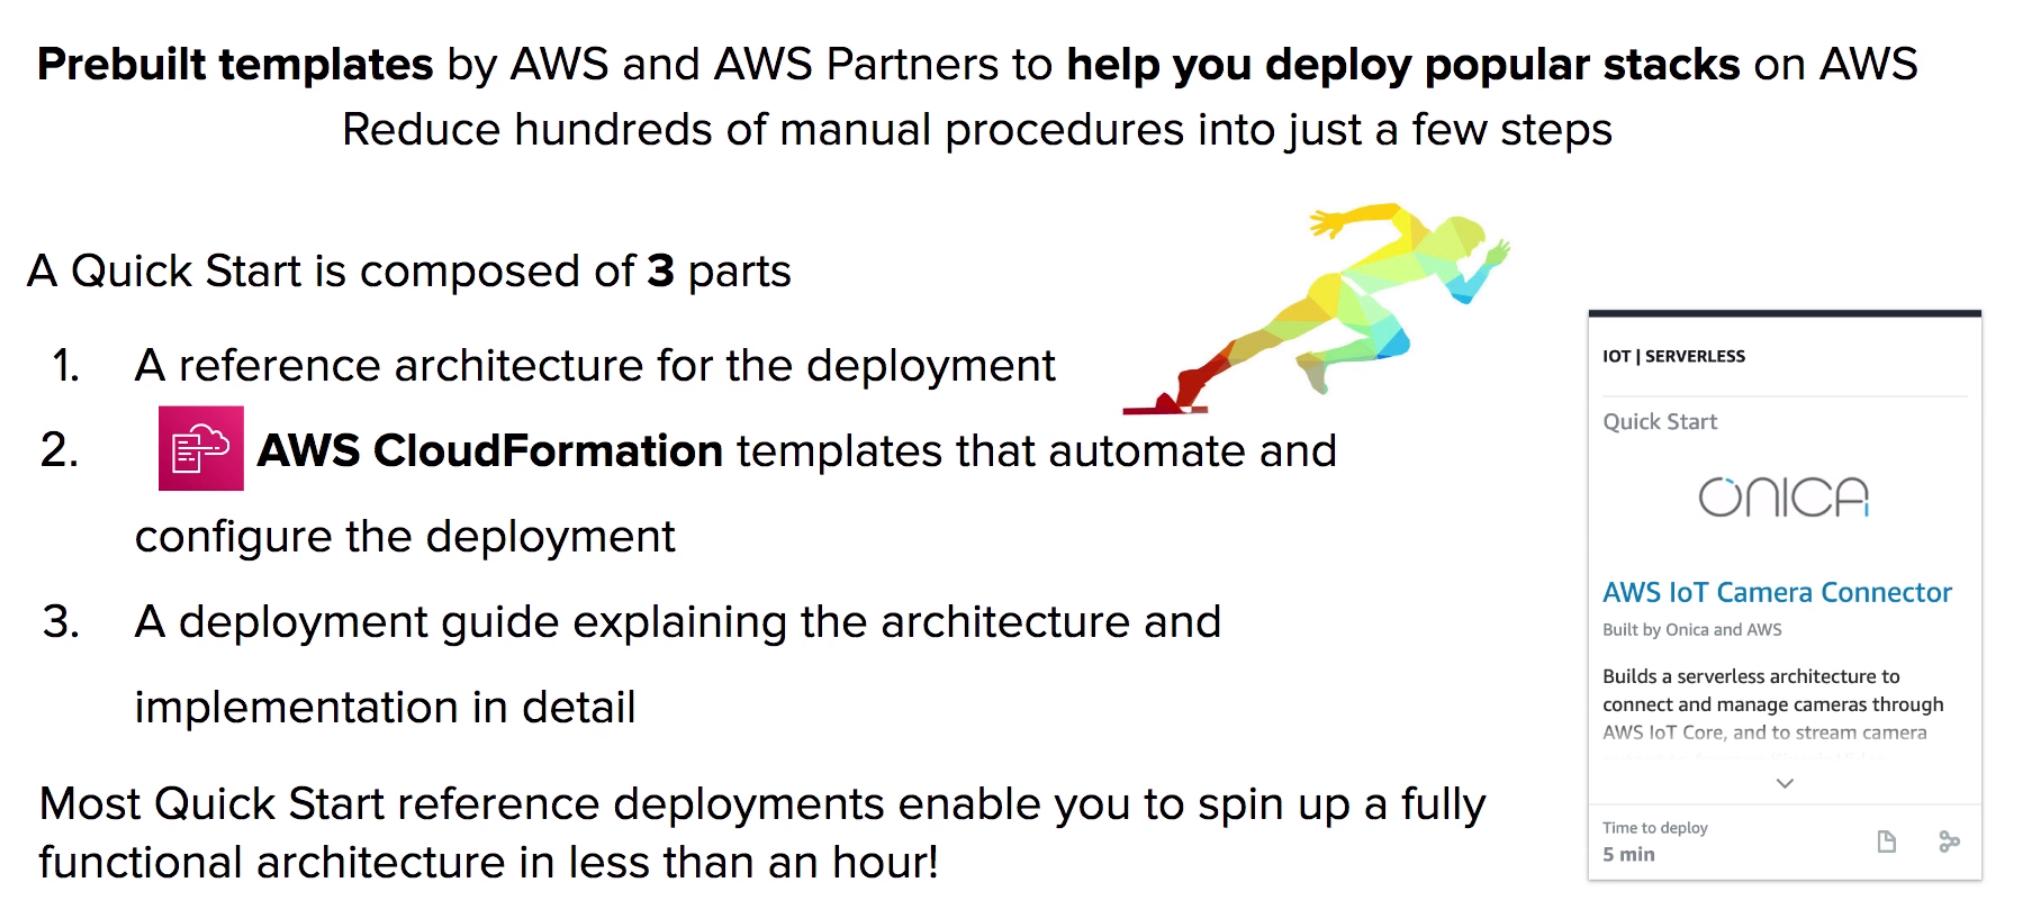 Prebuilt templates by AWS and AWS Partners to help you deploy popular stacks on AWS
Reduce hundreds of manual procedures into just a few steps
A Quick Start is composed of 3 parts
1. A reference architecture for the deployment
2. AWS CloudFormation templates that automate and
configure the deployment
3. A deployment guide explaining the architecture and
implementation in detail
Most Quick Start reference deployments enable you to spin up a fully
functional architecture in less than an hour!
IOT | SERVERLESS
Quick Start
ONICA
AWS IoT Camera Connector
Built by Onica and AWS
Builds a serverless architecture to
connect and manage cameras through
AWS IoT Core, and to stream camera
Time to deploy
5 min